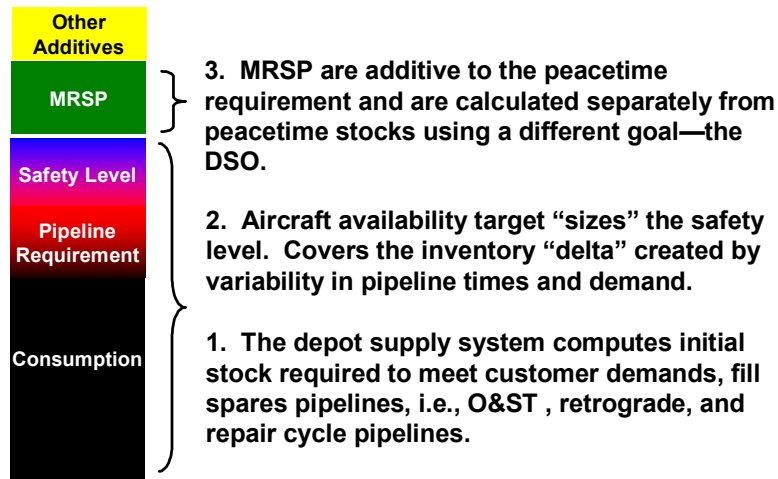 Other
Additives
MRSP
Safety Level
Pipeline
Requirement
Consumption
3. MRSP are additive to the peacetime
requirement and are calculated separately from
peacetime stocks using a different goal—the
DSO.
2. Aircraft availability target “sizes” the safety
level. Covers the inventory “delta” created by
variability in pipeline times and demand.
1. The depot supply system computes initial
stock required to meet customer demands, fill
spares pipelines, i.e., O&ST , retrograde, and
repair cycle pipelines.